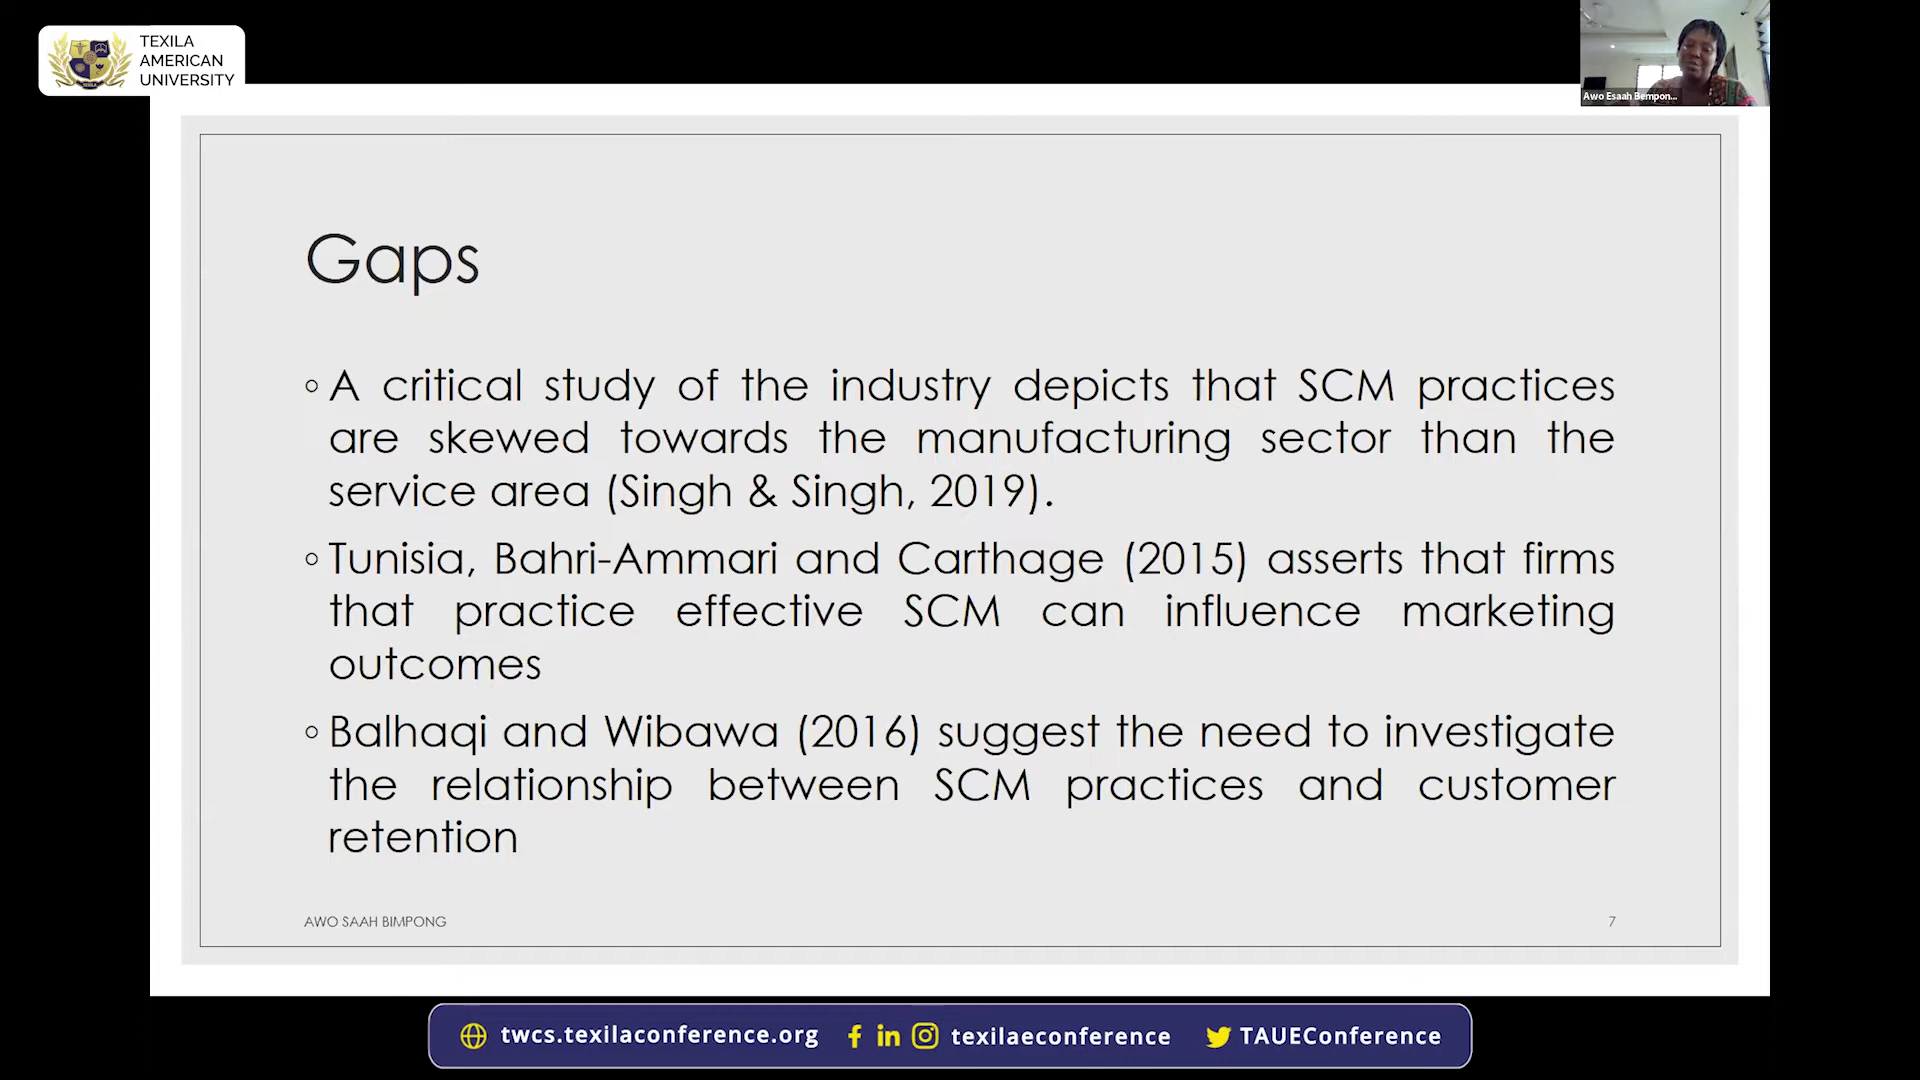 TEXILA
AMERICAN
UNIVERSITY
Awo Esaah Bempon...
Gaps
◦ A critical study of the industry depicts that SCM practices
are skewed towards the manufacturing sector than the
service area (Singh & Singh, 2019).
◦ Tunisia, Bahri-Ammari and Carthage (2015) asserts that firms
that practice effective SCM can influence marketing
outcomes
◦ Balhaqi and Wibawa (2016) suggest the need to investigate
the relationship between SCM practices and customer
retention
AWO SAAH BIMPONG 7
twcs.texilaconference.org texilaeconference TAUEConference